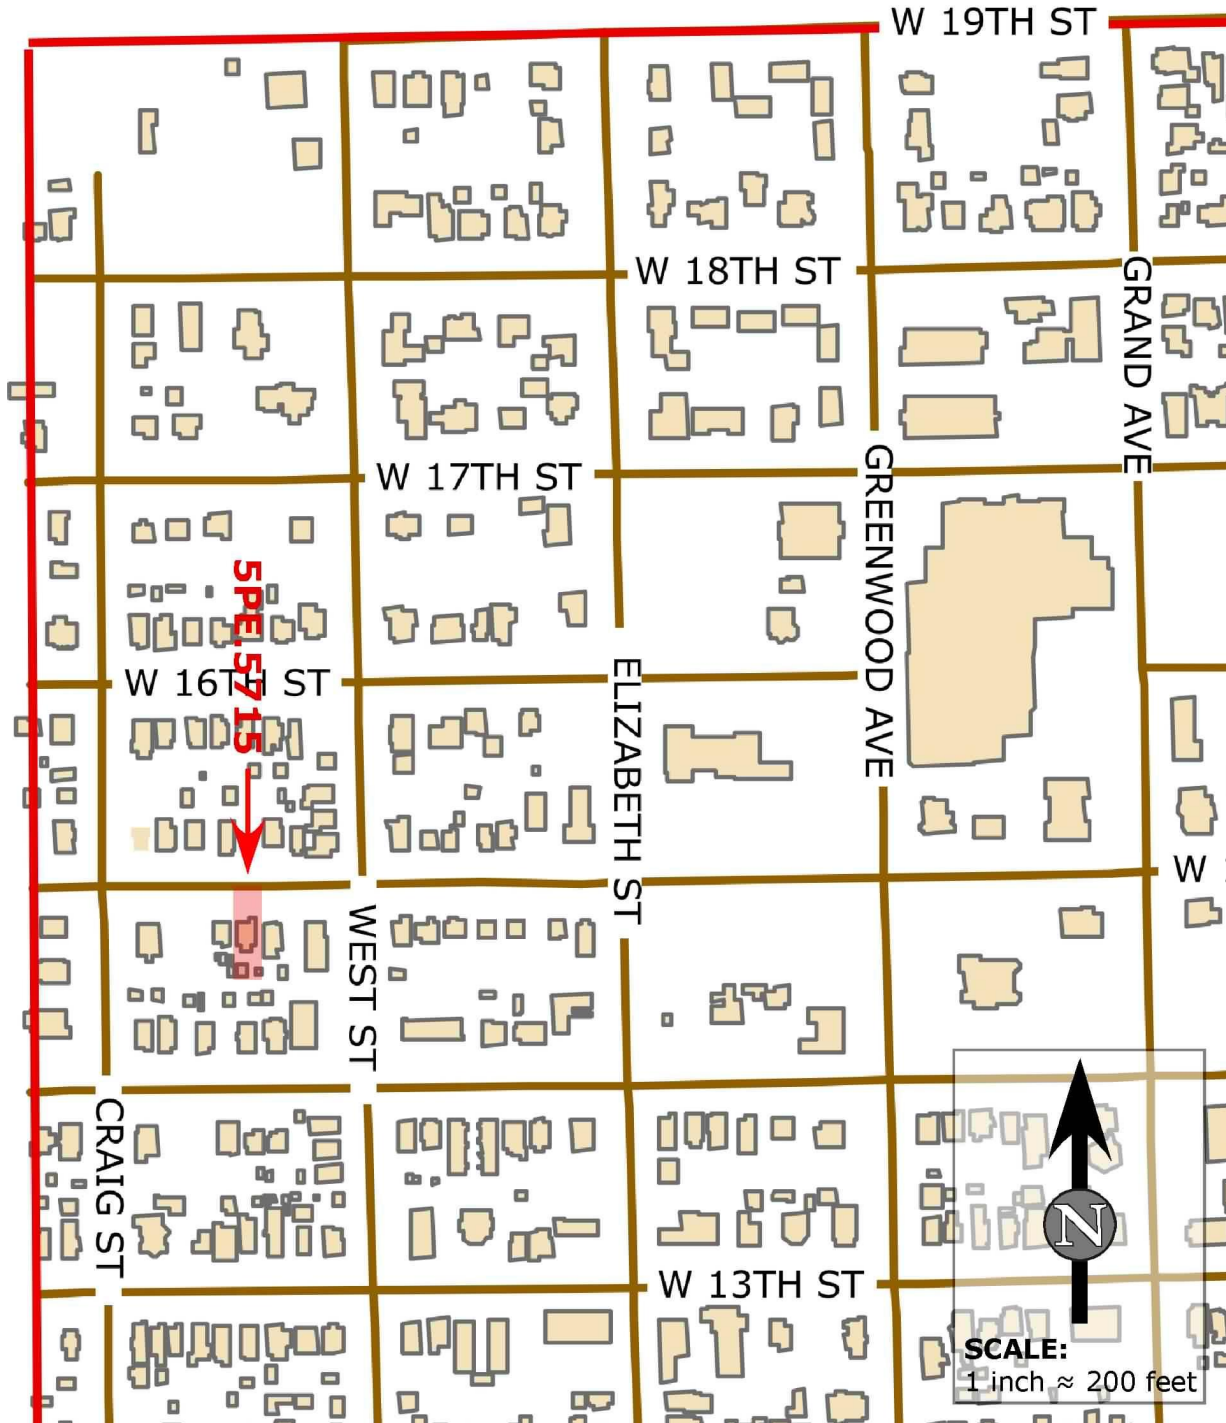 W 19TH ST
W 18TH ST
GRAND AVE
W 17TH ST
GREENWOOD AVE
5PE.5715
W 16TH ST
ELIZABETH ST
W
WEST ST
CRAIG ST
W 13TH ST
N
SCALE:
1 inch ≈ 200 feet